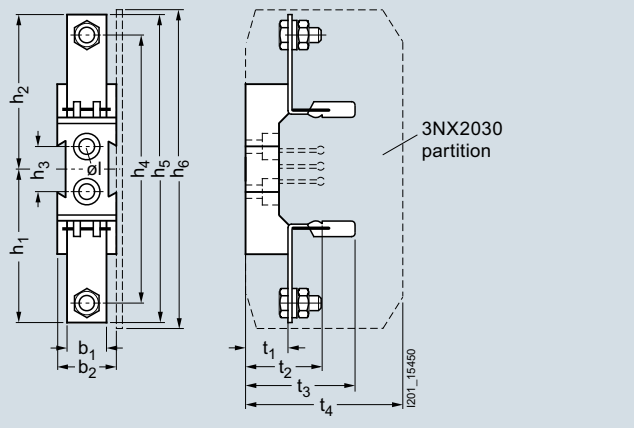 h2
h3
h1
øl
h4
h5
h6
b1
b2
3NX2030
partition
t1
t2
t3
t4
I201_15450